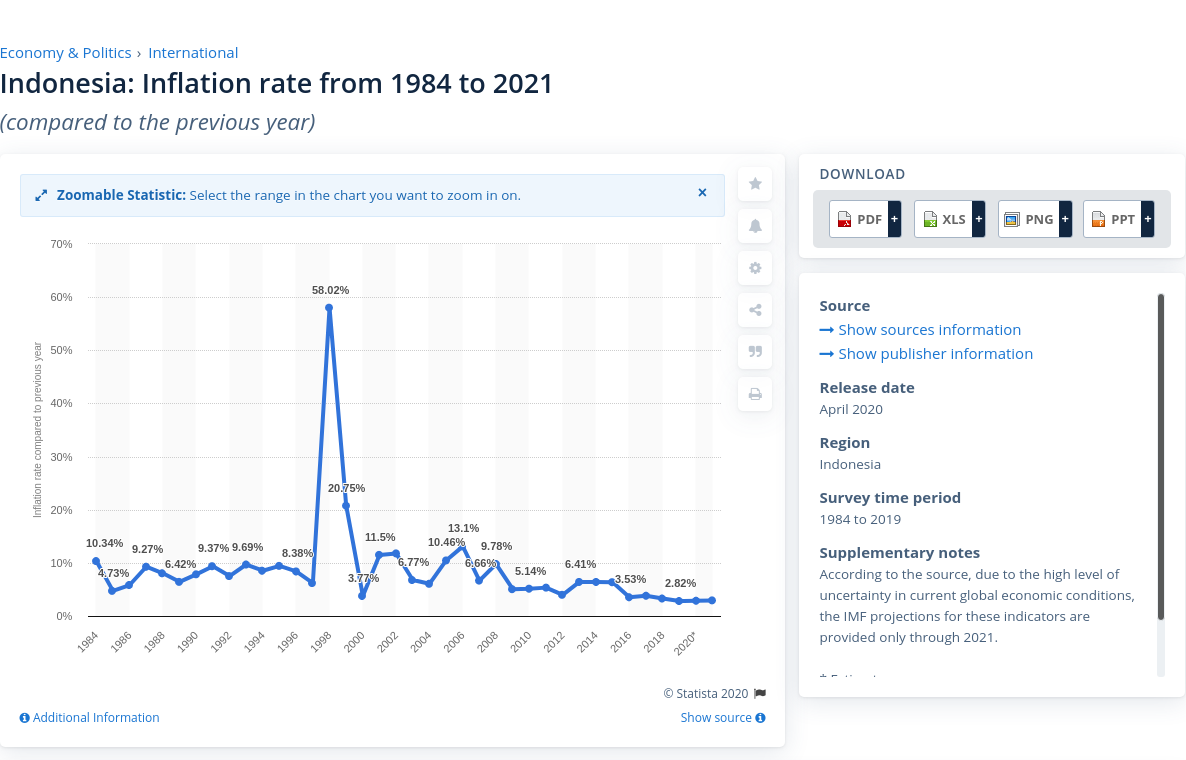 Economy & Politics › International
Indonesia: Inflation rate from 1984 to 2021
(compared to the previous year)
Zoomable Statistic: Select the range in the chart you want to zoom in on.
×
Inflation rate compared to previous year
70%
60%
50%
40%
30%
20%
10%
0%
10.34%
4.73%
9.27%
6.42%
9.37%
9.69%
8.38%
58.02%
20.75%
3.77%
11.5%
6.77%
10.46%
13.1%
6.66%
9.78%
5.14%
6.41%
3.53%
2.82%
1984
1986
1988
1990
1992
1994
1996
1998
2000
2002
2004
2006
2008
2010
2012
2014
2016
2018
2020*
© Statista 2020
Additional Information
Show source
DOWNLOAD
PDF + XLS + PNG + PPT +
Source
Show sources information
Show publisher information
Release date
April 2020
Region
Indonesia
Survey time period
1984 to 2019
Supplementary notes
According to the source, due to the high level of
uncertainty in current global economic conditions,
the IMF projections for these indicators are
provided only through 2021.